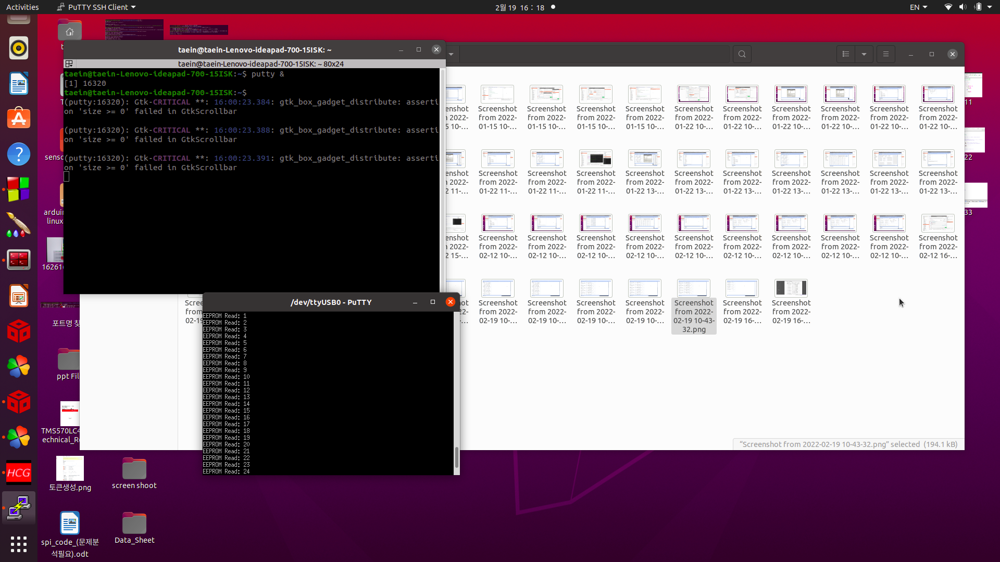 Activities
PuTTY SSH Client
2월 19 16 : 18
EN
taein@taein-Lenovo-ideapad-700-15ISK: ~
taein@taein-Lenovo-ideapad-700-15ISK: ~ 80x24
taein@taein-Lenovo-ideapad-700-15ISK:~$ putty &
[1] 16320
taein@taein-Lenovo-ideapad-700-15ISK:~$
(putty:16320): Gtk-CRITICAL **: 16:00:23.384: gtk_box_gadget_distribute: asserti
on 'size >= 0' failed in GtkScrollbar
(putty:16320): Gtk-CRITICAL **: 16:00:23.388: gtk_box_gadget_distribute: asserti
on 'size >= 0' failed in GtkScrollbar
(putty:16320): Gtk-CRITICAL **: 16:00:23.391: gtk_box_gadget_distribute: asserti
on 'size >= 0' failed in GtkScrollbar
/dev/ttyUSB0 - PuTTY
EEPROM Read: 1
EEPROM Read: 2
EEPROM Read: 3
EEPROM Read: 4
EEPROM Read: 5
EEPROM Read: 6
EEPROM Read: 7
EEPROM Read: 8
EEPROM Read: 9
EEPROM Read: 10
EEPROM Read: 11
EEPROM Read: 12
EEPROM Read: 13
EEPROM Read: 14
EEPROM Read: 15
EEPROM Read: 16
EEPROM Read: 17
EEPROM Read: 18
EEPROM Read: 19
EEPROM Read: 20
EEPROM Read: 21
EEPROM Read: 22
EEPROM Read: 23
EEPROM Read: 24
enshot Screenshot Screenshot Screenshot Screenshot Screenshot Screenshot Screenshot Screenshot Screenshot Screenshot
2022- from 2022- from 2022- from 2022- from 2022- from 2022- from 2022- from 2022- from 2022- from 2022- from 2022-
5 10-... 01-15 10-... 01-15 10-... 01-15 10-... 01-15 10-... 01-22 10-... 01-22 10-... 01-22 10-... 01-22 10-... 01-22 10-... 01-22 10-...
enshot Screenshot Screenshot Screenshot Screenshot Screenshot Screenshot Screenshot Screenshot Screenshot Screenshot
m 2022- from 2022- from 2022- from 2022- from 2022- from 2022- from 2022- from 2022- from 2022- from 2022- from 2022-
2 11-... 01-22 11-... 01-22 11-... 01-22 11-... 01-22 13-... 01-22 13-... 01-22 13-... 01-22 13-... 01-22 13-... 01-22 13-... 01-22 13-...
enshot Screenshot Screenshot Screenshot Screenshot Screenshot Screenshot Screenshot Screenshot Screenshot Screenshot
m 2022- from 2022- from 2022- from 2022- from 2022- from 2022- from 2022- from 2022- from 2022- from 2022- from 2022-
2 15-... 02-12 10-... 02-12 10-... 02-12 10-... 02-12 10-... 02-12 10-... 02-12 10-... 02-12 10-... 02-12 10-... 02-12 10-... 02-12 16-...
Scree Screenshot Screenshot Screenshot Screenshot Screenshot Screenshot Screenshot
from from 2022- from 2022- from 2022- from 2022- from 2022- from 2022- from 2022-
02-19 02-19 10-... 02-19 10-... 02-19 10-... 02-19 10-... 02-19 10-43- 02-19 16-... 02-19 16-...
32.png
"Screenshot from 2022-02-19 10-43-32.png" selected (194.1 kB)
11
22
33
senso
arduin
linux
16261
포트명 찾
ppt Fil
TMS570LC4
echnical_R
토큰생성.png
screen shoot
spi_code_(문제분
석필요).odt
Data_Sheet
HCG